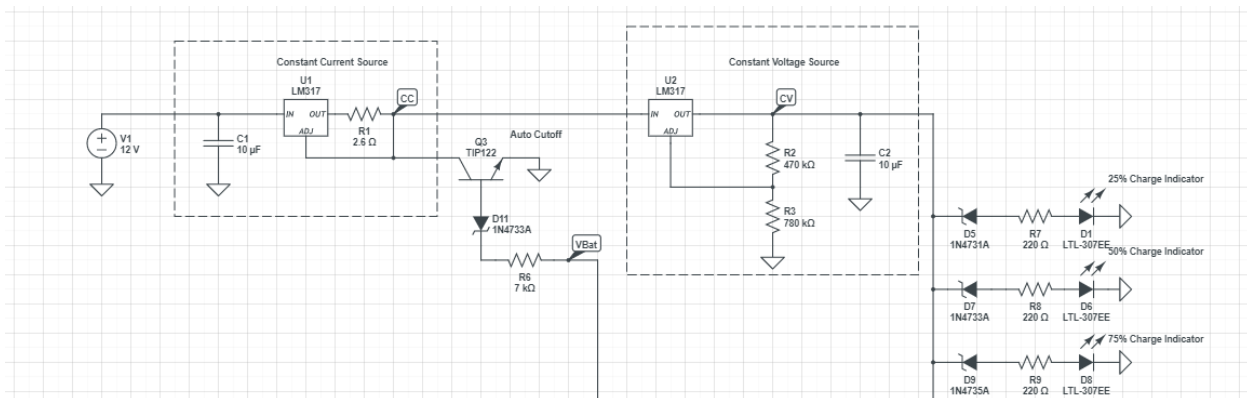 Constant Current Source
U1
LM317
IN
OUT
ADJ
R1
2.6 Ω
CC
V1
12 V
C1
10 µF
Q3
TIP122
Auto Cutoff
D11
1N4733A
R6
7 kΩ
VBat
Constant Voltage Source
U2
LM317
IN
OUT
ADJ
CV
R2
470 kΩ
R3
780 kΩ
C2
10 µF
25% Charge Indicator
D5
1N4731A
R7
220 Ω
D1
LTL-307EE
50% Charge Indicator
D7
1N4733A
R8
220 Ω
D6
LTL-307EE
75% Charge Indicator
D9
1N4735A
R9
220 Ω
D8
LTL-307EE